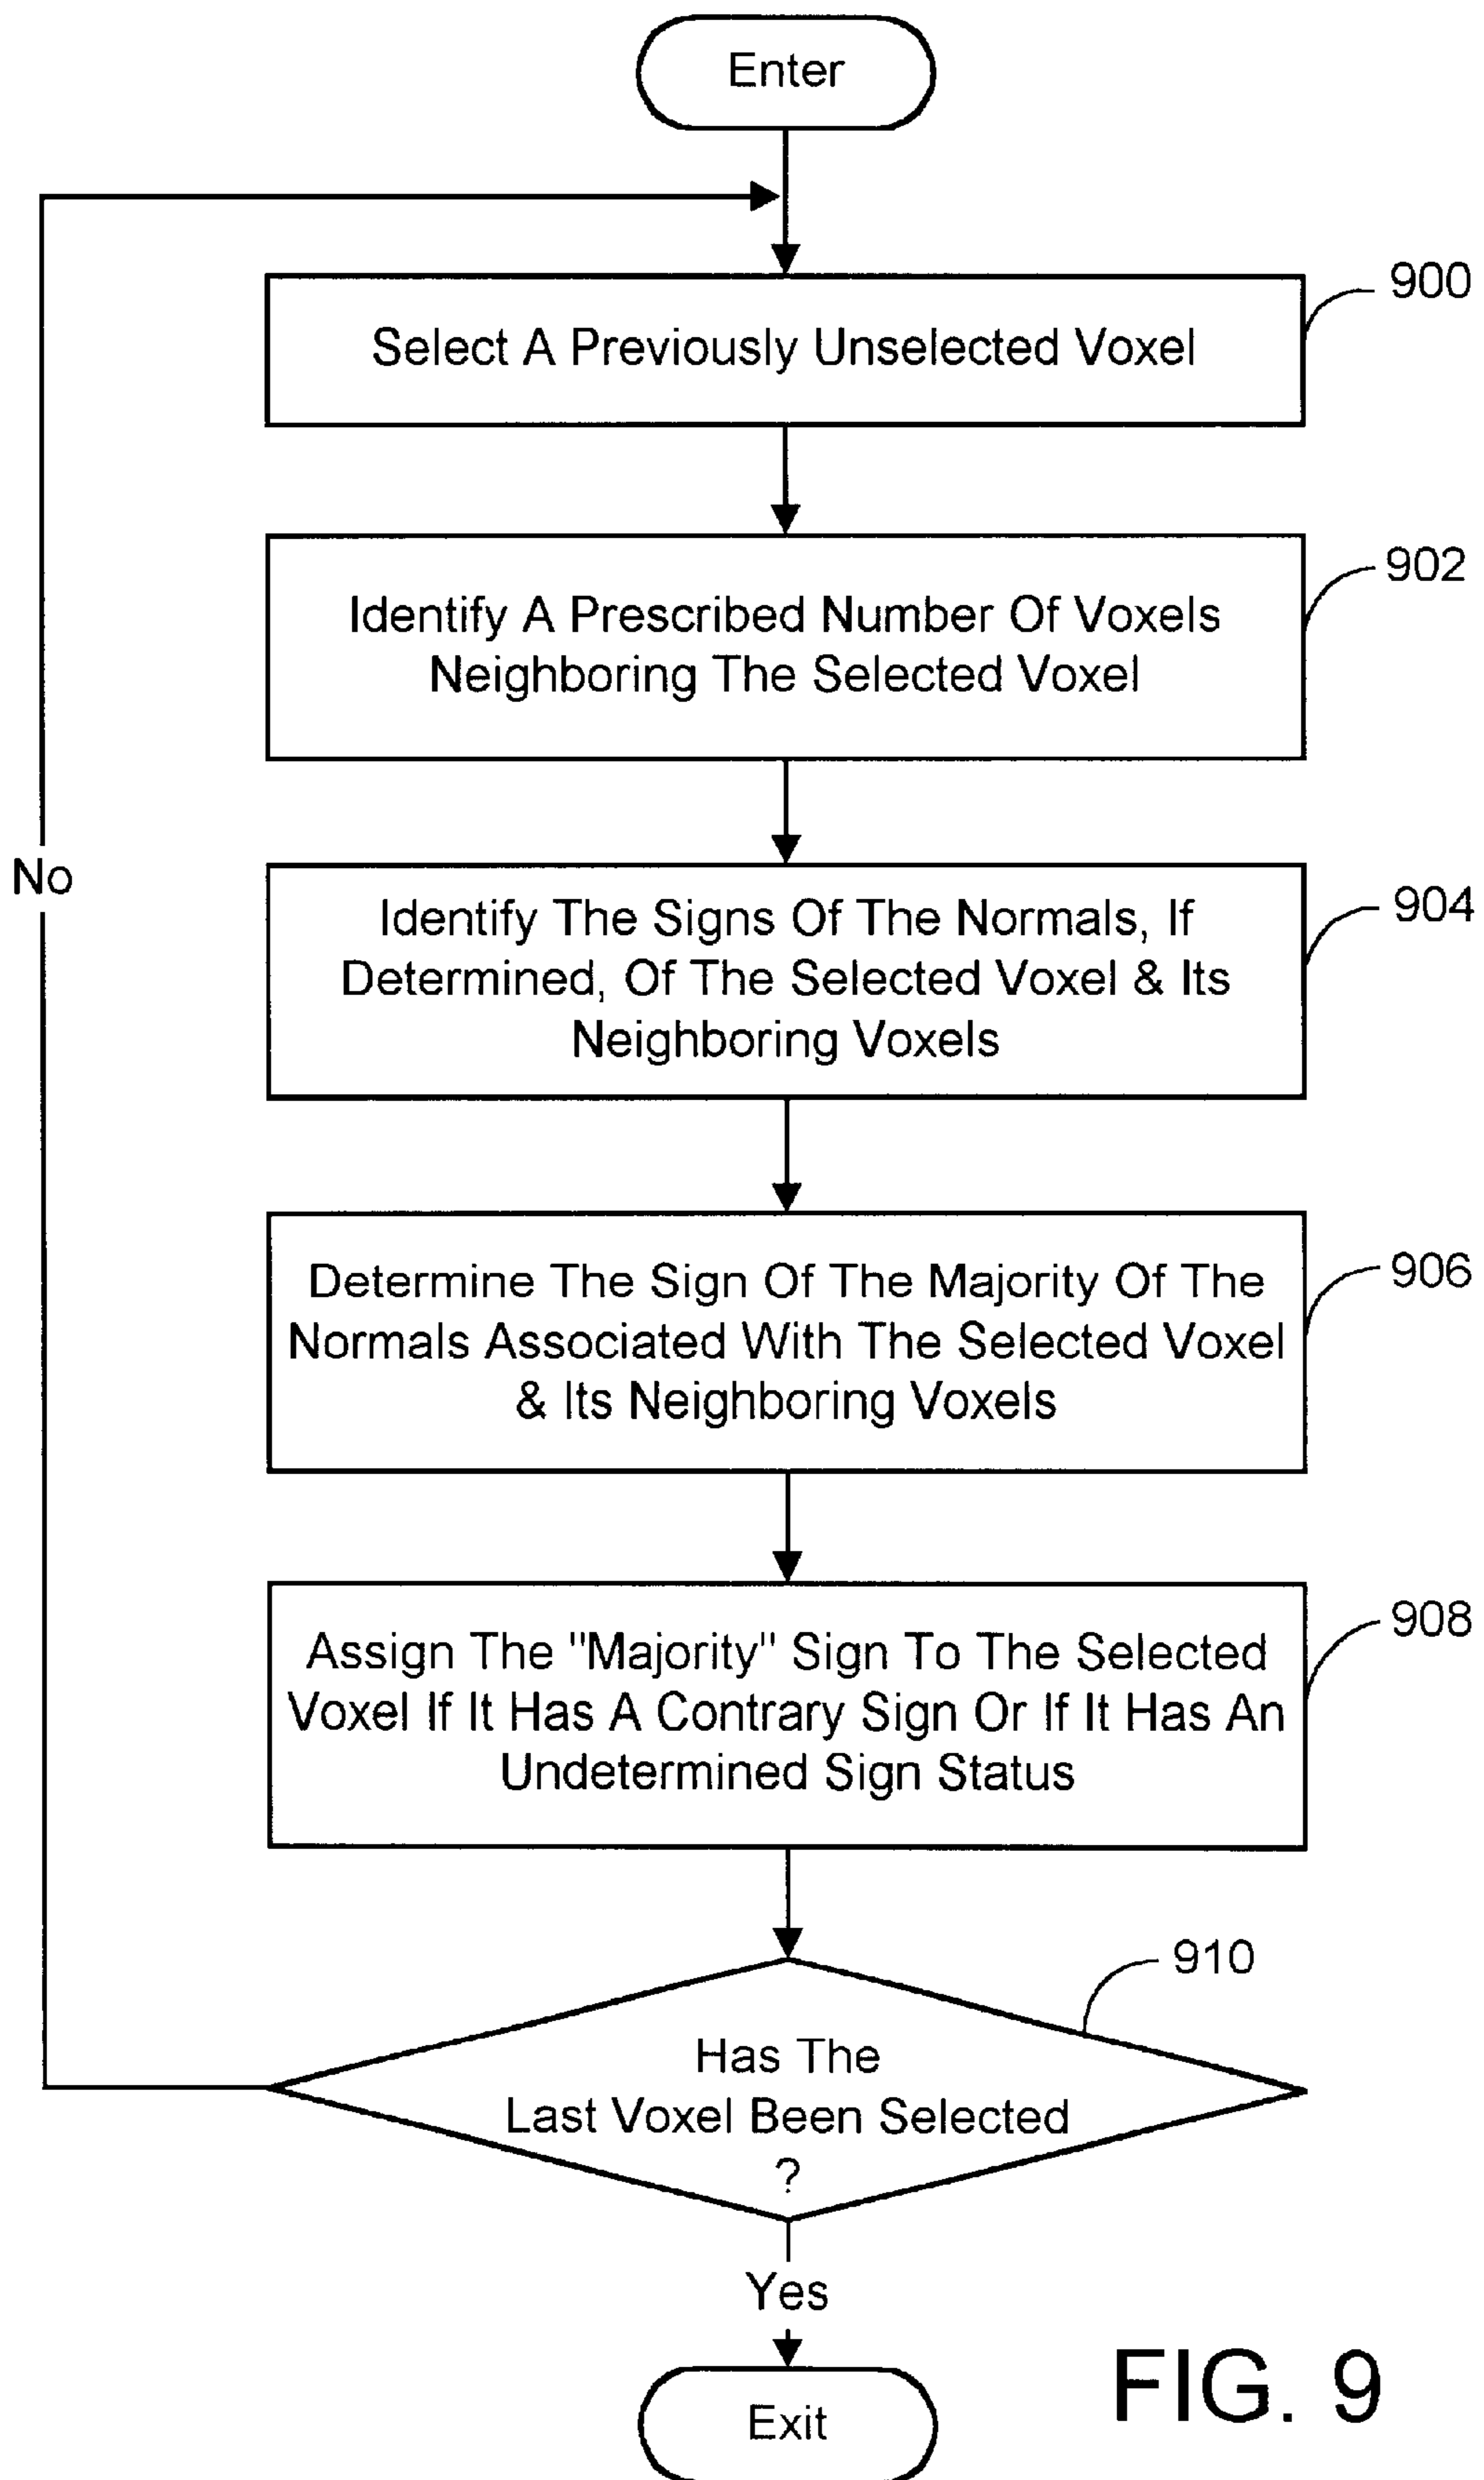 Enter
900
Select A Previously Unselected Voxel
902
Identify A Prescribed Number Of Voxels
Neighboring The Selected Voxel
No
904
Identify The Signs Of The Normals, If
Determined, Of The Selected Voxel & Its
Neighboring Voxels
906
Determine The Sign Of The Majority Of The
Normals Associated With The Selected Voxel
& Its Neighboring Voxels
908
Assign The "Majority" Sign To The Selected
Voxel If It Has A Contrary Sign Or If It Has An
Undetermined Sign Status
910
Has The
Last Voxel Been Selected
?
Yes
Exit
FIG. 9